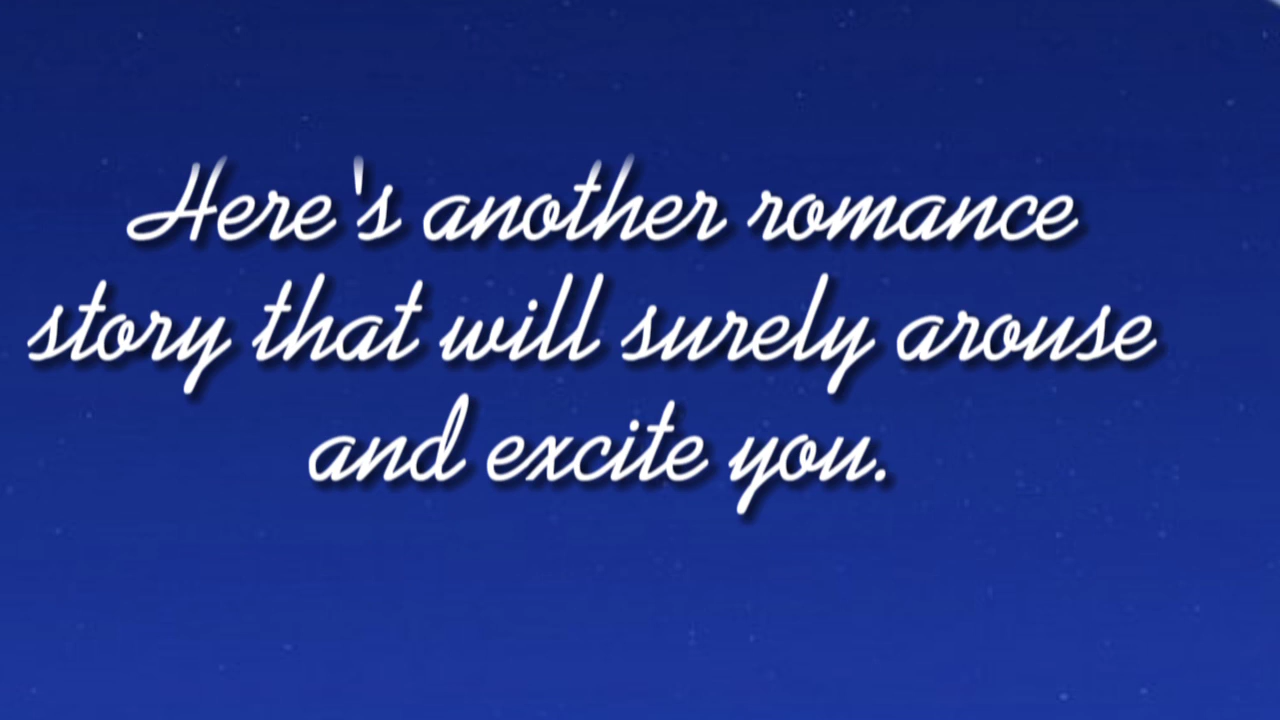 Here's another romance
story that will surely arouse
and excite you.